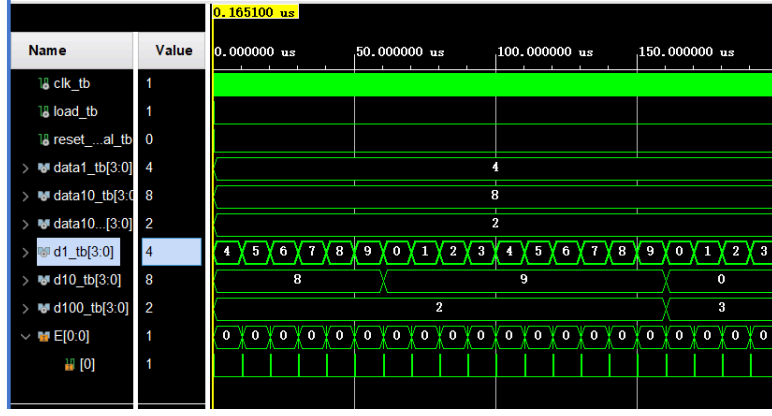 0.165100 us
Name Value 0.000000 us 50.000000 us 100.000000 us 150.000000 us
clk_tb 1
load_tb 1
reset_...al_tb 0
data1_tb[3:0] 4 4
data10_tb[3:0 8 8
data10...[3:0] 2 2
d1_tb[3:0] 4 4 5 6 7 8 9 0 1 2 3 4 5 6 7 8 9 0 1 2 3
d10_tb[3:0] 8 8 9 0
d100_tb[3:0] 2 2 3
E[0:0] 1 0 0 0 0 0 0 0 0 0 0 0 0 0 0 0 0 0 0 0 0
[0] 1